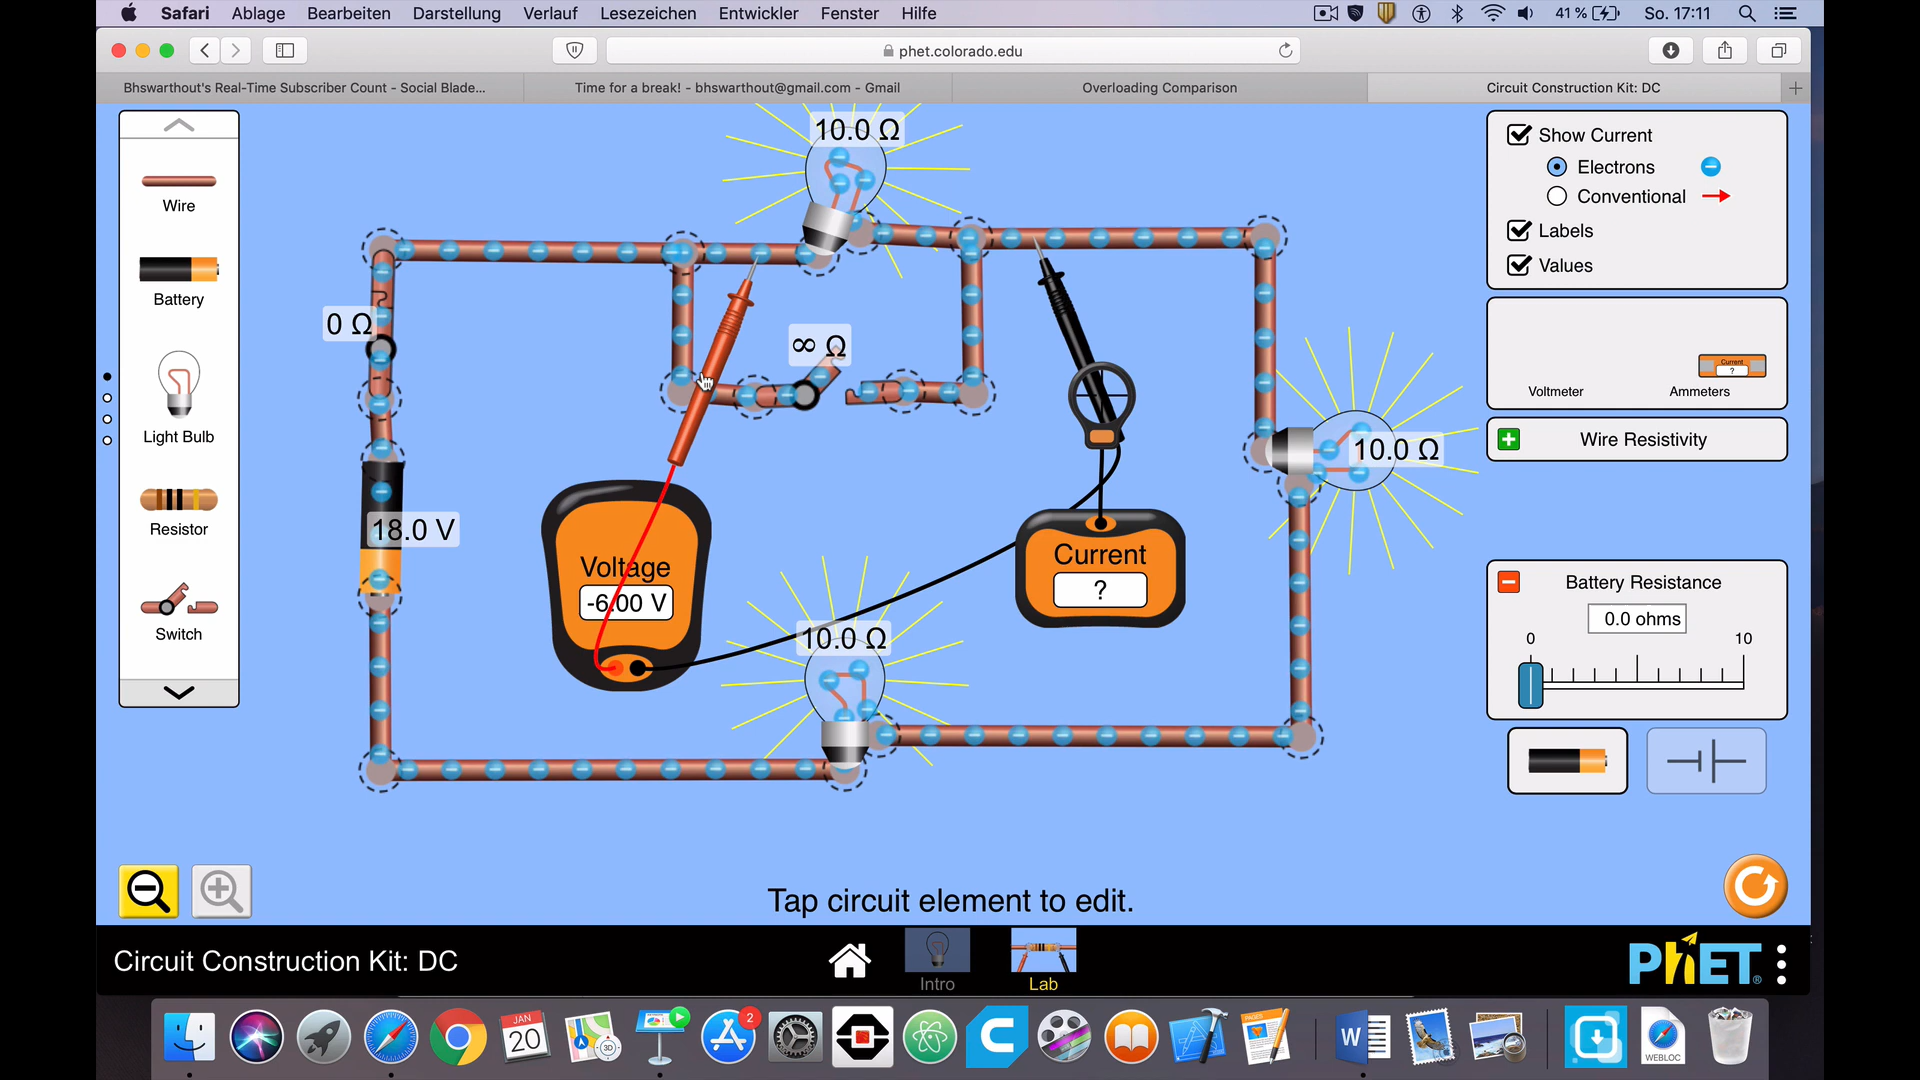 Safari Ablage Bearbeiten Darstellung Verlauf Lesezeichen Entwickler Fenster Hilfe 41 % So. 17:11
phet.colorado.edu
Bhswarthout's Real-Time Subscriber Count - Social Blade... Time for a break! - bhswarthout@gmail.com - Gmail Overloading Comparison Circuit Construction Kit: DC
Wire
Battery
Light Bulb
Resistor
Switch
10.0 Ω
0 Ω
∞ Ω
10.0 Ω
18.0 V
Voltage
-6.00 V
Current
?
10.0 Ω
Show Current
Electrons
Conventional
Labels
Values
Current
?
Voltmeter Ammeters
Wire Resistivity
Battery Resistance
0.0 ohms
0 10
Tap circuit element to edit.
Circuit Construction Kit: DC
Intro
Lab
PhET
JAN
20
3D
2
W
WEBLOC